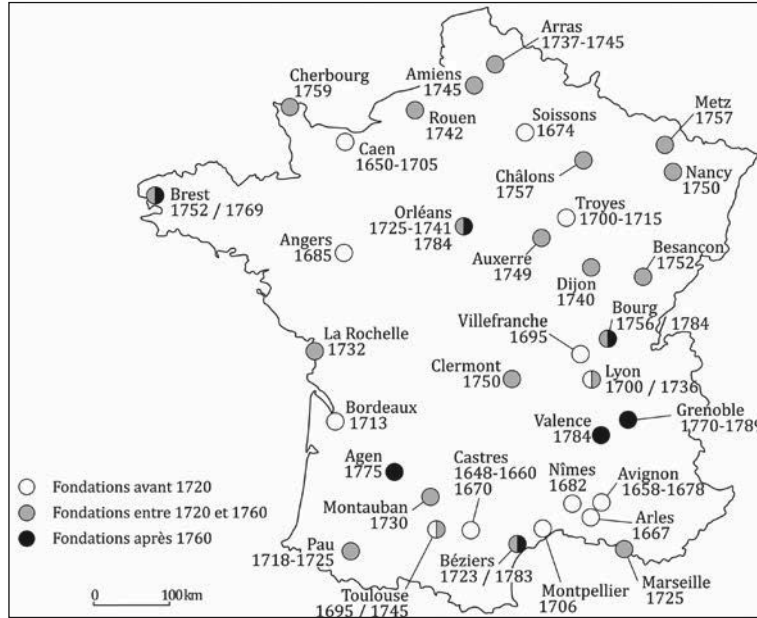 Arras
1737-1745
Cherbourg
1759
Amiens
1745
Rouen
1742
Soissons
1674
Metz
1757
Caen
1650-1705
Châlons
1757
Nancy
1750
Brest
1752 / 1769
Orléans
1725-1741
1784
Troyes
1700-1715
Angers
1685
Auxerre
1749
Besançon
1752
Dijon
1740
Bourg
1756 / 1784
Villefranche
1695
La Rochelle
1732
Clermont
1750
Lyon
1700 / 1736
Bordeaux
1713
Valence
1784
Grenoble
1770-1789
Agen
1775
Castres
1648-1660
1670
Nîmes
1682
Avignon
1658-1678
Fondations avant 1720
Fondations entre 1720 et 1760
Fondations après 1760
Montauban
1730
Arles
1667
Pau
1718-1725
Béziers
1723 / 1783
Toulouse
1695 / 1745
Montpellier
1706
Marseille
1725
0 100 km